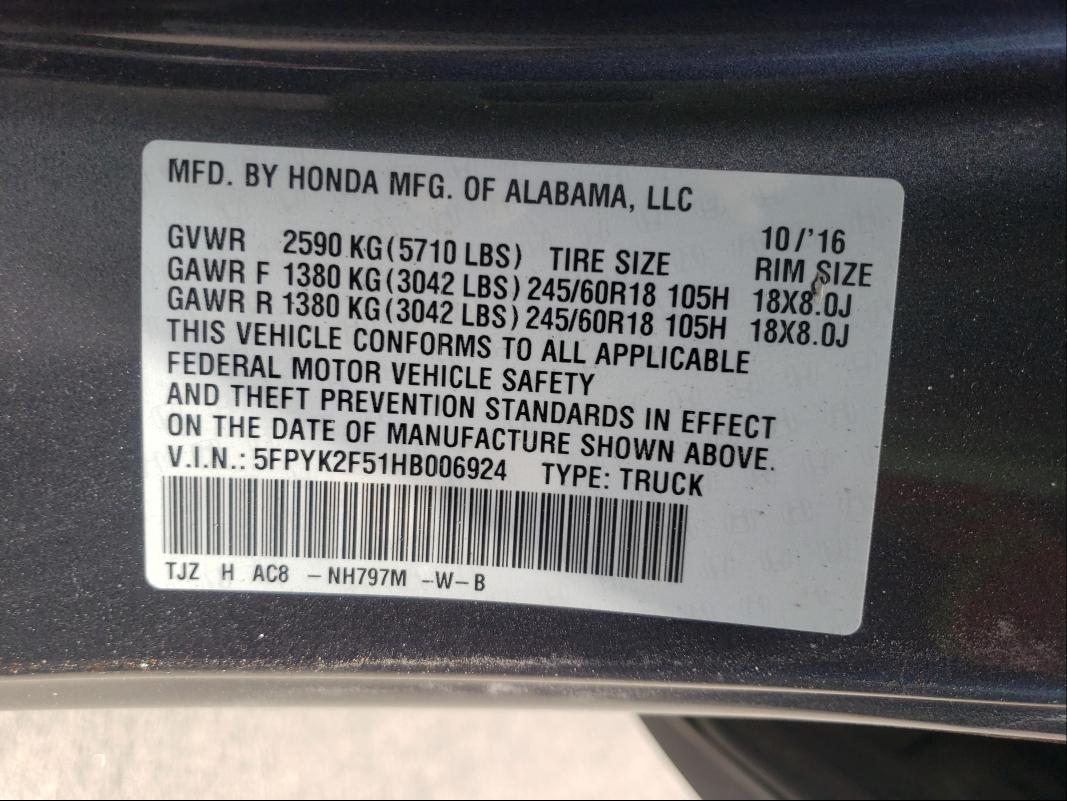 MFD. BY HONDA MFG. OF ALABAMA, LLC
10/'16
GVWR 2590 KG(5710 LBS) TIRE SIZE RIM SIZE
GAWR F 1380 KG(3042 LBS) 245/60R18 105H 18X8.0J
GAWR R 1380 KG(3042 LBS) 245/60R18 105H 18X8.0J
THIS VEHICLE CONFORMS TO ALL APPLICABLE
FEDERAL MOTOR VEHICLE SAFETY
AND THEFT PREVENTION STANDARDS IN EFFECT
ON THE DATE OF MANUFACTURE SHOWN ABOVE.
V.I.N.: 5FPYK2F51HB006924 TYPE: TRUCK
TJZ H AC8 -NH797M -W-B